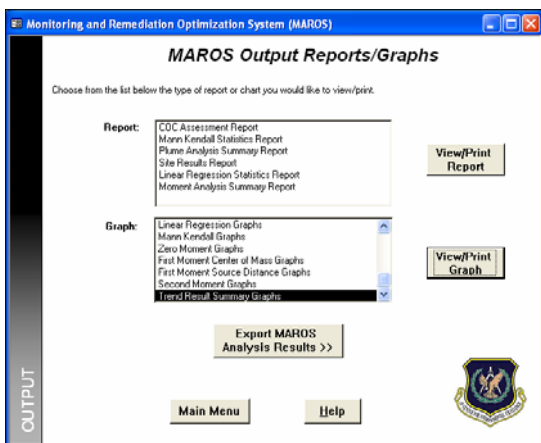 Monitoring and Remediation Optimization System (MAROS)
MAROS Output Reports/Graphs
Choose from the list below the type of report or chart you would like to view/print.
Report:
COC Assessment Report
Mann Kendall Statistics Report
Plume Analysis Summary Report
Site Results Report
Linear Regression Statistics Report
Moment Analysis Summary Report
View/Print
Report
Graph:
Linear Regression Graphs
Mann Kendall Graphs
Zero Moment Graphs
First Moment Center of Mass Graphs
First Moment Source Distance Graphs
Second Moment Graphs
Trend Result Summary Graphs
View/Print
Graph
Export MAROS
Analysis Results >>
Main Menu
Help
OUTPUT